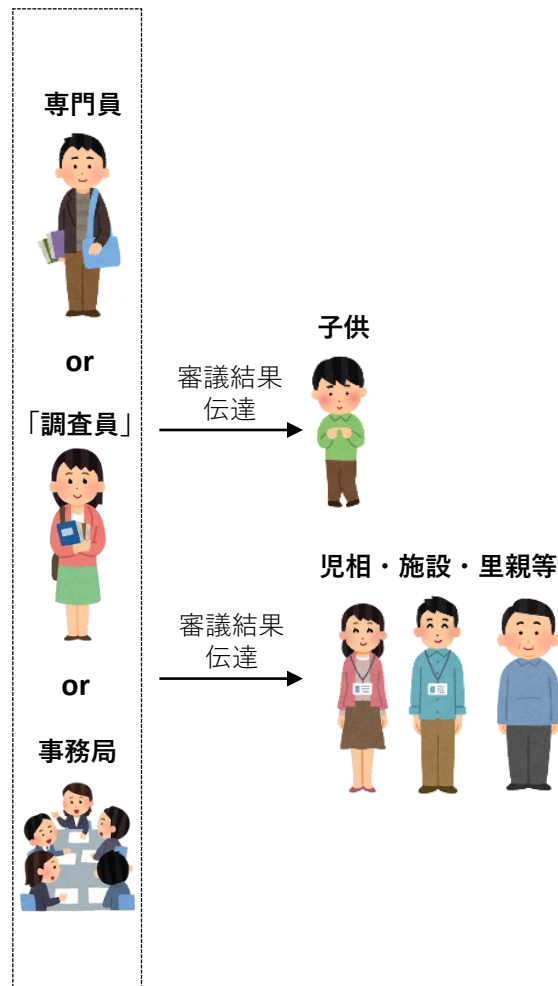 専門員
or
「調査員」
or
事務局
審議結果
伝達
子供
審議結果
伝達
児相・施設・里親等